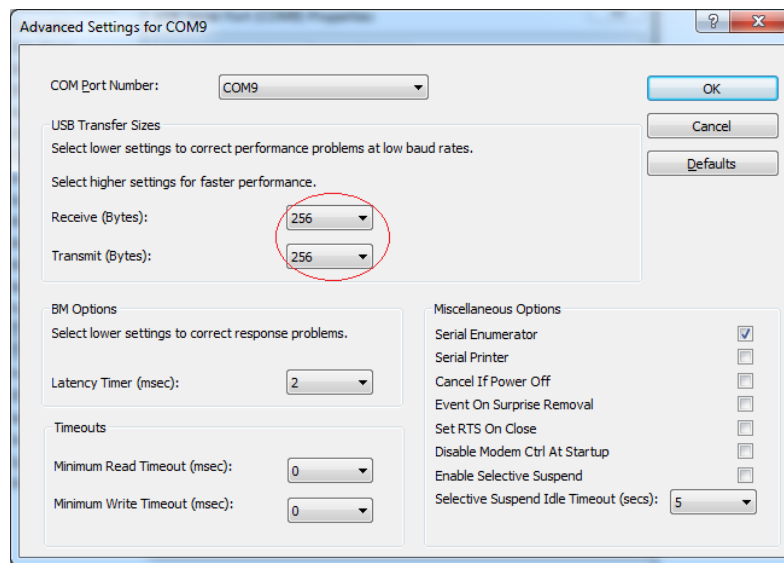 Advanced Settings for COM9
COM Port Number:
COM9
OK
Cancel
Defaults
USB Transfer Sizes
Select lower settings to correct performance problems at low baud rates.
Select higher settings for faster performance.
Receive (Bytes):
256
Transmit (Bytes):
256
BM Options
Select lower settings to correct response problems.
Latency Timer (msec):
2
Timeouts
Minimum Read Timeout (msec):
0
Minimum Write Timeout (msec):
0
Miscellaneous Options
Serial Enumerator
Serial Printer
Cancel If Power Off
Event On Surprise Removal
Set RTS On Close
Disable Modem Ctrl At Startup
Enable Selective Suspend
Selective Suspend Idle Timeout (secs):
5